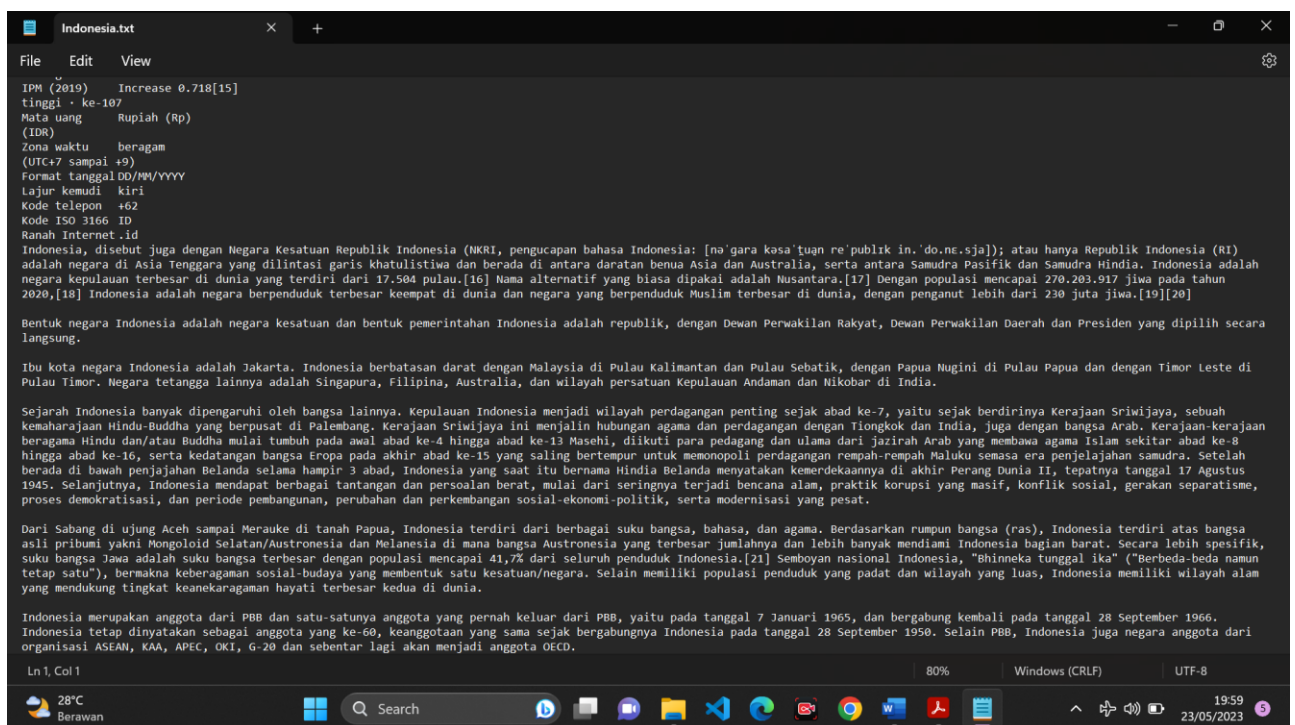 Indonesia.txt
File Edit View
IPM (2019) Increase 0.718[15]
tinggi · ke-107
Mata uang Rupiah (Rp)
(IDR)
Zona waktu beragam
(UTC+7 sampai +9)
Format tanggal DD/MM/YYYY
Lajur kemudi kiri
Kode telepon +62
Kode ISO 3166 ID
Ranah Internet .id
Indonesia, disebut juga dengan Negara Kesatuan Republik Indonesia (NKRI, pengucapan bahasa Indonesia: [nəˈgara kəsaˈt̪uan reˈpublɪk in.ˈdo.nɛ.sja]); atau hanya Republik Indonesia (RI)
adalah negara di Asia Tenggara yang dilintasi garis khatulistiwa dan berada di antara daratan benua Asia dan Australia, serta antara Samudra Pasifik dan Samudra Hindia. Indonesia adalah
negara kepulauan terbesar di dunia yang terdiri dari 17.504 pulau.[16] Nama alternatif yang biasa dipakai adalah Nusantara.[17] Dengan populasi mencapai 270.203.917 jiwa pada tahun
2020,[18] Indonesia adalah negara berpenduduk terbesar keempat di dunia dan negara yang berpenduduk Muslim terbesar di dunia, dengan penganut lebih dari 230 juta jiwa.[19][20]
Bentuk negara Indonesia adalah negara kesatuan dan bentuk pemerintahan Indonesia adalah republik, dengan Dewan Perwakilan Rakyat, Dewan Perwakilan Daerah dan Presiden yang dipilih secara
langsung.
Ibu kota negara Indonesia adalah Jakarta. Indonesia berbatasan darat dengan Malaysia di Pulau Kalimantan dan Pulau Sebatik, dengan Papua Nugini di Pulau Papua dan dengan Timor Leste di
Pulau Timor. Negara tetangga lainnya adalah Singapura, Filipina, Australia, dan wilayah persatuan Kepulauan Andaman dan Nikobar di India.
Sejarah Indonesia banyak dipengaruhi oleh bangsa lainnya. Kepulauan Indonesia menjadi wilayah perdagangan penting sejak abad ke-7, yaitu sejak berdirinya Kerajaan Sriwijaya, sebuah
kemaharajaan Hindu-Buddha yang berpusat di Palembang. Kerajaan Sriwijaya ini menjalin hubungan agama dan perdagangan dengan Tiongkok dan India, juga dengan bangsa Arab. Kerajaan-kerajaan
beragama Hindu dan/atau Buddha mulai tumbuh pada awal abad ke-4 hingga abad ke-13 Masehi, diikuti para pedagang dan ulama dari jazirah Arab yang membawa agama Islam sekitar abad ke-8
hingga abad ke-16, serta kedatangan bangsa Eropa pada akhir abad ke-15 yang saling bertempur untuk memonopoli perdagangan rempah-rempah Maluku semasa era penjelajahan samudra. Setelah
berada di bawah penjajahan Belanda selama hampir 3 abad, Indonesia yang saat itu bernama Hindia Belanda menyatakan kemerdekaannya di akhir Perang Dunia II, tepatnya tanggal 17 Agustus
1945. Selanjutnya, Indonesia mendapat berbagai tantangan dan persoalan berat, mulai dari seringnya terjadi bencana alam, praktik korupsi yang masif, konflik sosial, gerakan separatisme,
proses demokratisasi, dan periode pembangunan, perubahan dan perkembangan sosial-ekonomi-politik, serta modernisasi yang pesat.
Dari Sabang di ujung Aceh sampai Merauke di tanah Papua, Indonesia terdiri dari berbagai suku bangsa, bahasa, dan agama. Berdasarkan rumpun bangsa (ras), Indonesia terdiri atas bangsa
asli pribumi yakni Mongoloid Selatan/Austronesia dan Melanesia di mana bangsa Austronesia yang terbesar jumlahnya dan lebih banyak mendiami Indonesia bagian barat. Secara lebih spesifik,
suku bangsa Jawa adalah suku bangsa terbesar dengan populasi mencapai 41,7% dari seluruh penduduk Indonesia.[21] Semboyan nasional Indonesia, "Bhinneka tunggal ika" ("Berbeda-beda namun
tetap satu"), bermakna keberagaman sosial-budaya yang membentuk satu kesatuan/negara. Selain memiliki populasi penduduk yang padat dan wilayah yang luas, Indonesia memiliki wilayah alam
yang mendukung tingkat keanekaragaman hayati terbesar kedua di dunia.
Indonesia merupakan anggota dari PBB dan satu-satunya anggota yang pernah keluar dari PBB, yaitu pada tanggal 7 Januari 1965, dan bergabung kembali pada tanggal 28 September 1966.
Indonesia tetap dinyatakan sebagai anggota yang ke-60, keanggotaan yang sama sejak bergabungnya Indonesia pada tanggal 28 September 1950. Selain PBB, Indonesia juga negara anggota dari
organisasi ASEAN, KAA, APEC, OKI, G-20 dan sebentar lagi akan menjadi anggota OECD.
Ln 1, Col 1 80% Windows (CRLF) UTF-8
28°C
Berawan
Search
19:59
23/05/2023
5